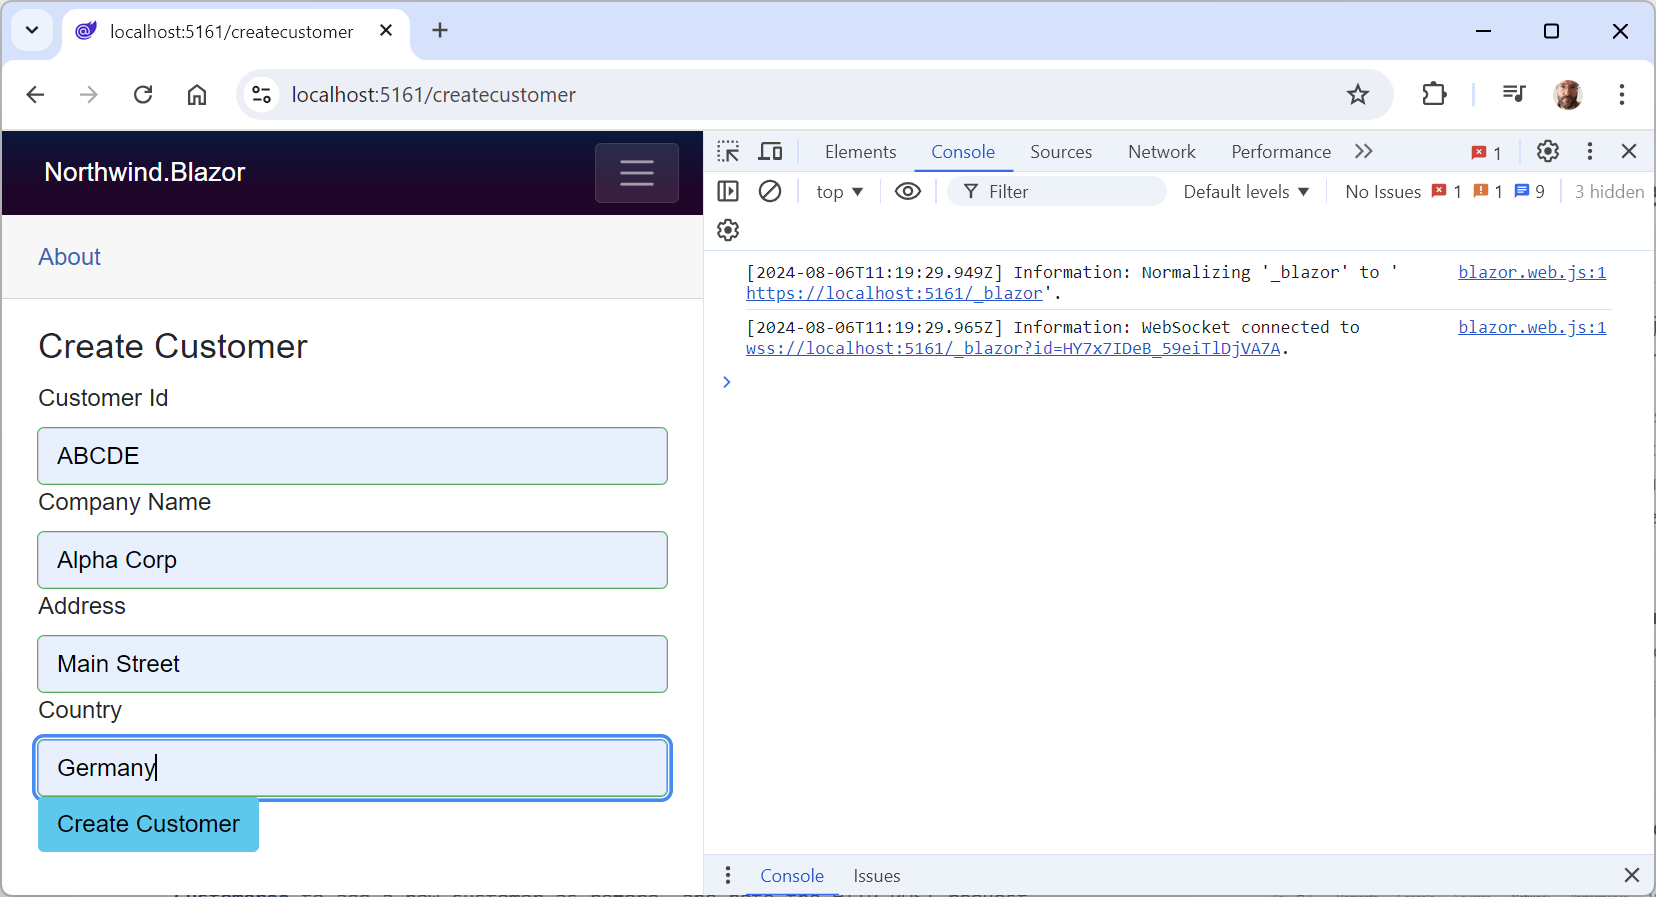 localhost:5161/createcustomer
localhost:5161/createcustomer
Northwind.Blazor
About
Create Customer
Customer Id
ABCDE
Company Name
Alpha Corp
Address
Main Street
Country
Germany
Create Customer
Elements Console Sources Network Performance 1
top Filter Default levels No Issues 1 1 9 3 hidden
[2024-08-06T11:19:29.949Z] Information: Normalizing '_blazor' to ' blazor.web.js:1
https://localhost:5161/_blazor'.
[2024-08-06T11:19:29.965Z] Information: WebSocket connected to blazor.web.js:1
wss://localhost:5161/_blazor?id=HY7x7IDeB_59eiTlDjVA7A.
Console Issues